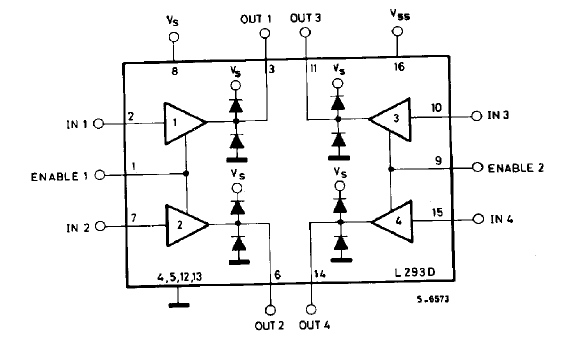 Vs OUT 1 OUT 3 Vss
8 3 11 16
Vs Vs
IN 1 2 1 3 10 IN 3
ENABLE 1 1 9 ENABLE 2
Vs Vs
IN 2 7 2 4 15 IN 4
4,5,12,13 6 14 L293D
S-6573
OUT 2 OUT 4